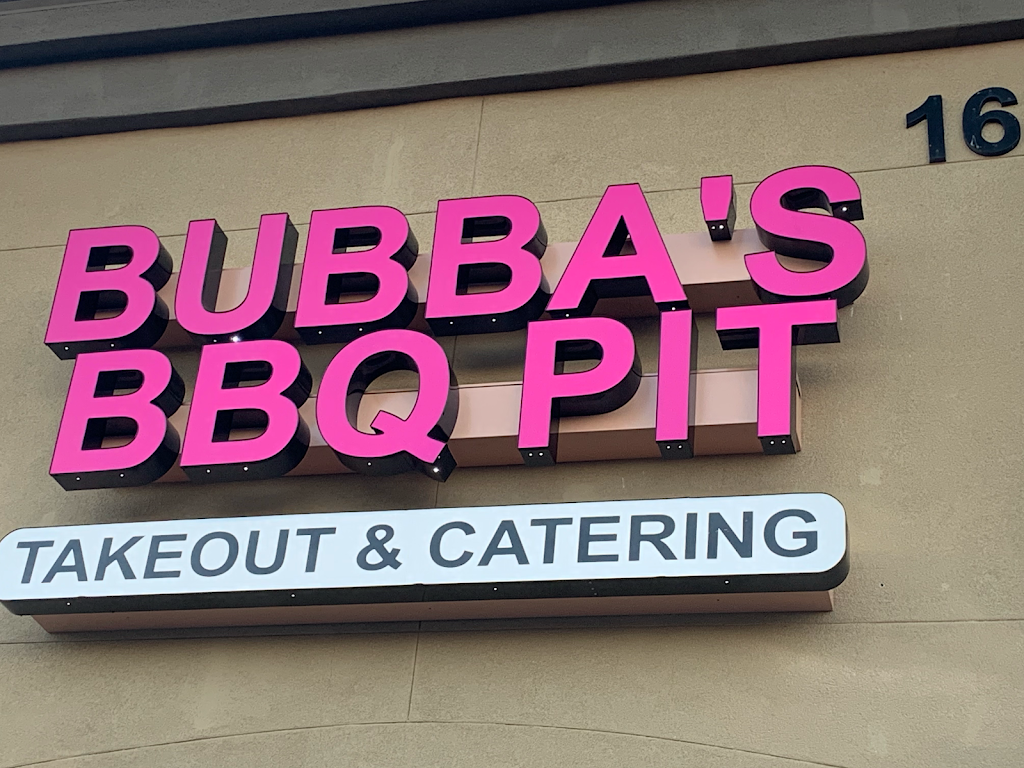 16
BUBBA'S
BBQ PIT
TAKEOUT & CATERING